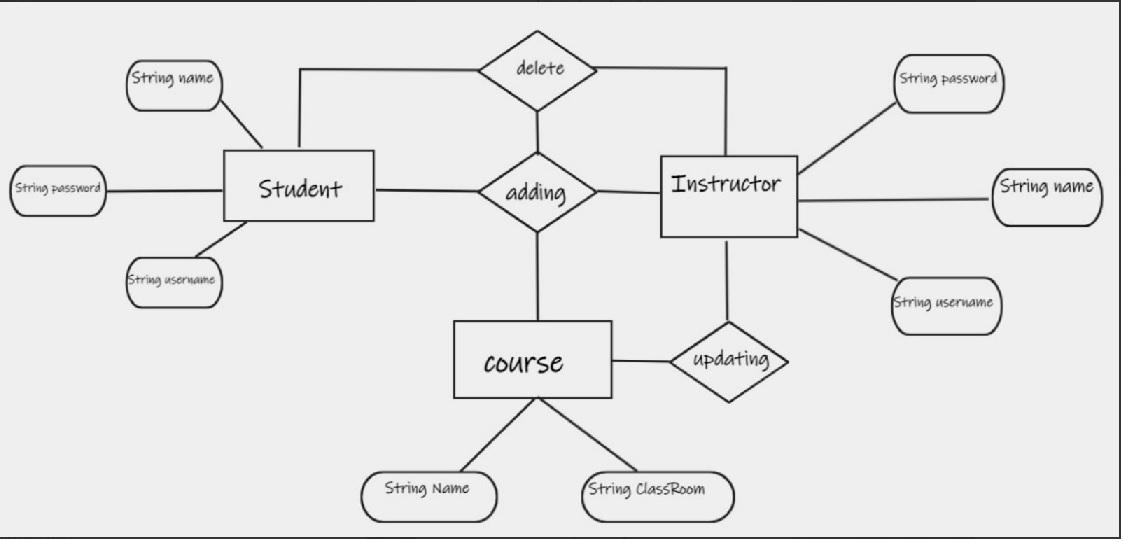 delete
String name
String password
String password
Student
adding
Instructor
String name
String username
String username
course
updating
String Name
String ClassRoom